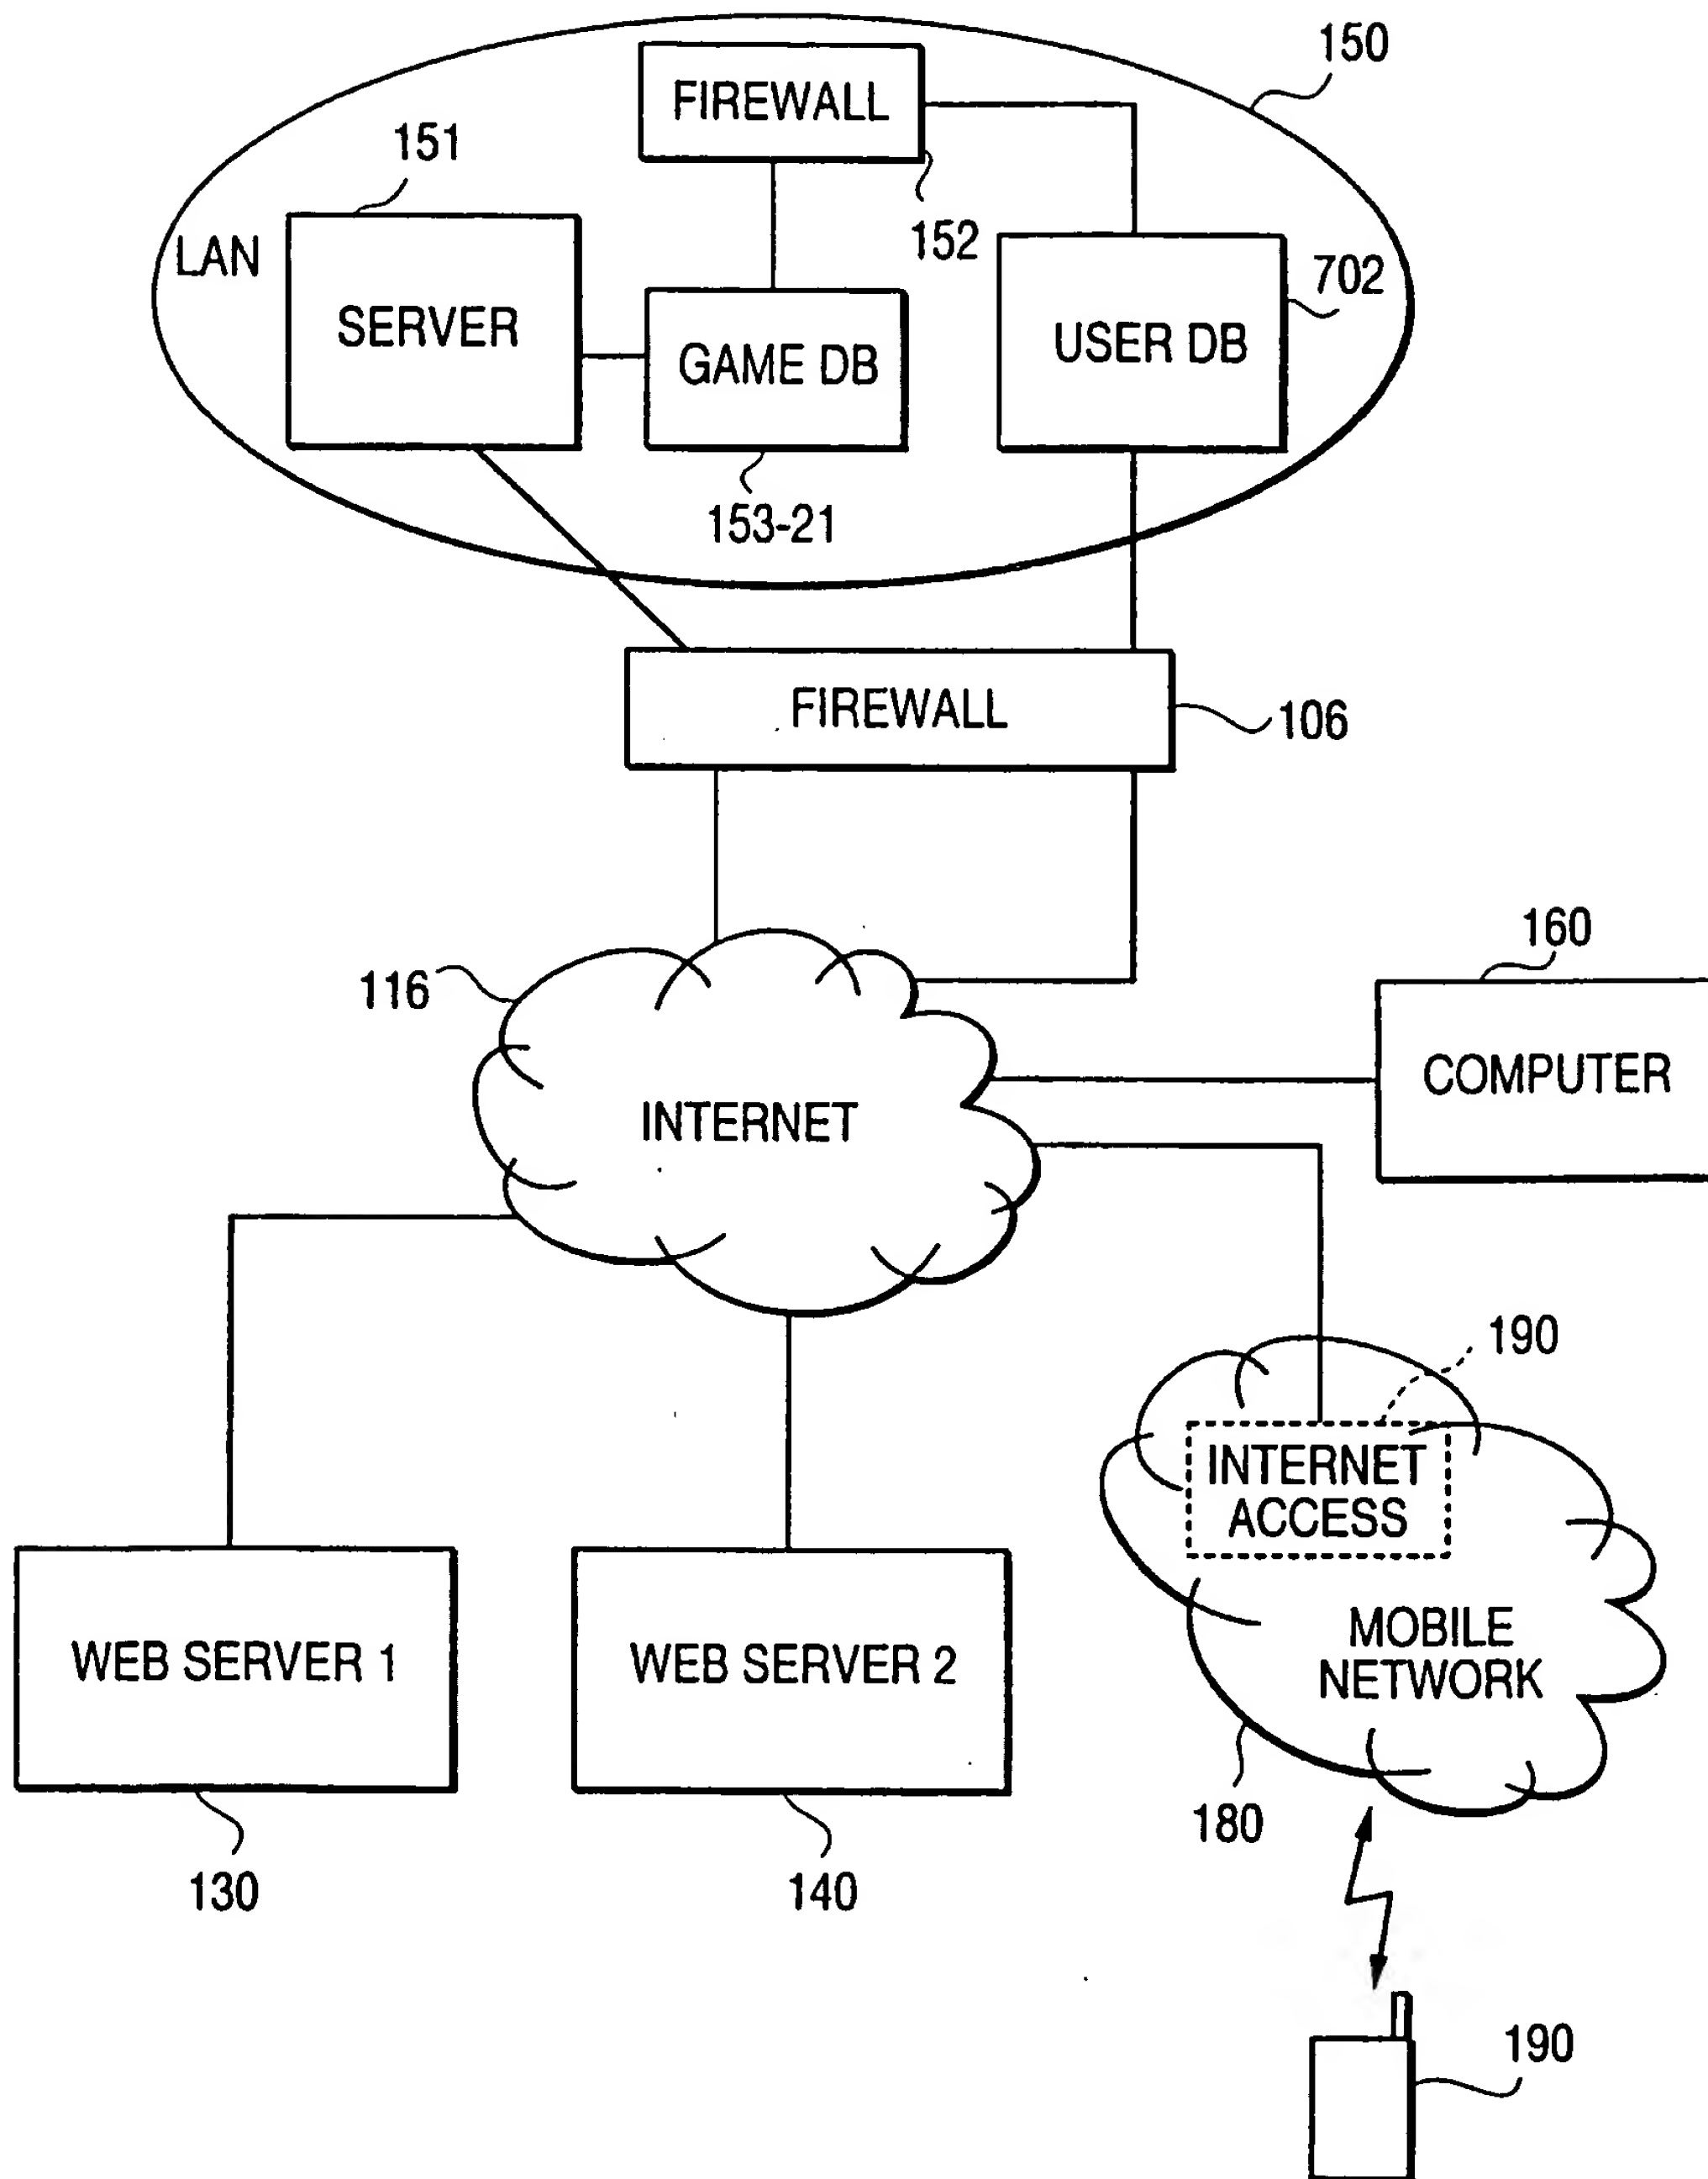 150
FIREWALL
151
152
LAN
702
SERVER
USER DB
GAME DB
153-21
FIREWALL
106
160
116
COMPUTER
INTERNET
190
INTERNET
ACCESS
MOBILE
NETWORK
WEB SERVER 1
WEB SERVER 2
180
130
140
190